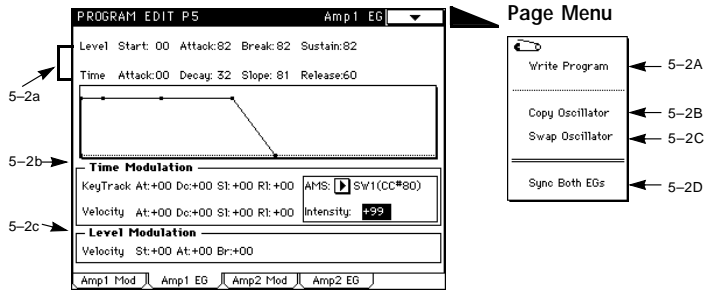 PROGRAM EDIT P5 Amp1 EG
Level Start: 00 Attack:82 Break:82 Sustain:82
Time Attack:00 Decay: 32 Slope: 81 Release:60
5–2a
5–2b
Time Modulation
KeyTrack At:+00 Dc:+00 Sl:+00 Rl:+00
Velocity At:+00 Dc:+00 Sl:+00 Rl:+00
AMS: SW1(CC#80)
Intensity: +99
5–2c
Level Modulation
Velocity St:+00 At:+00 Br:+00
Amp1 Mod Amp1 EG Amp2 Mod Amp2 EG
Page Menu
Write Program 5–2A
Copy Oscillator 5–2B
Swap Oscillator 5–2C
Sync Both EGs 5–2D